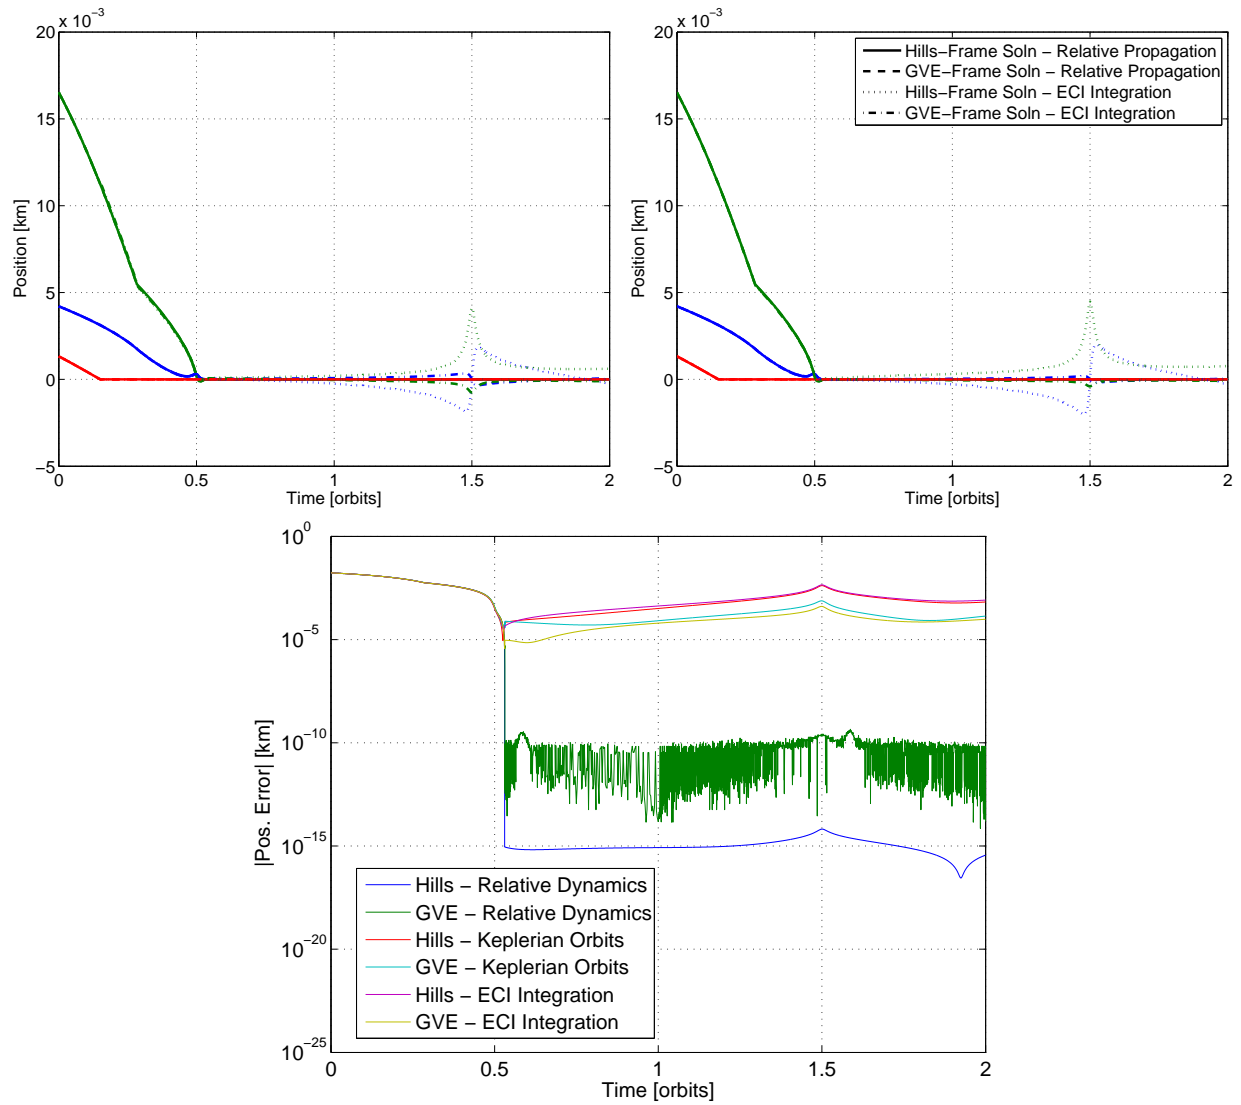 x 10−3
20
15
10
5
0
−5
Position [km]
0 0.5 1 1.5 2
Time [orbits]
x 10−3
20
15
10
5
0
−5
Position [km]
0 0.5 1 1.5 2
Time [orbits]
Hills−Frame Soln − Relative Propagation
GVE−Frame Soln − Relative Propagation
Hills−Frame Soln − ECI Integration
GVE−Frame Soln − ECI Integration
10^0
10^−5
10^−10
10^−15
10^−20
10^−25
|Pos. Error| [km]
0 0.5 1 1.5 2
Time [orbits]
Hills − Relative Dynamics
GVE − Relative Dynamics
Hills − Keplerian Orbits
GVE − Keplerian Orbits
Hills − ECI Integration
GVE − ECI Integration